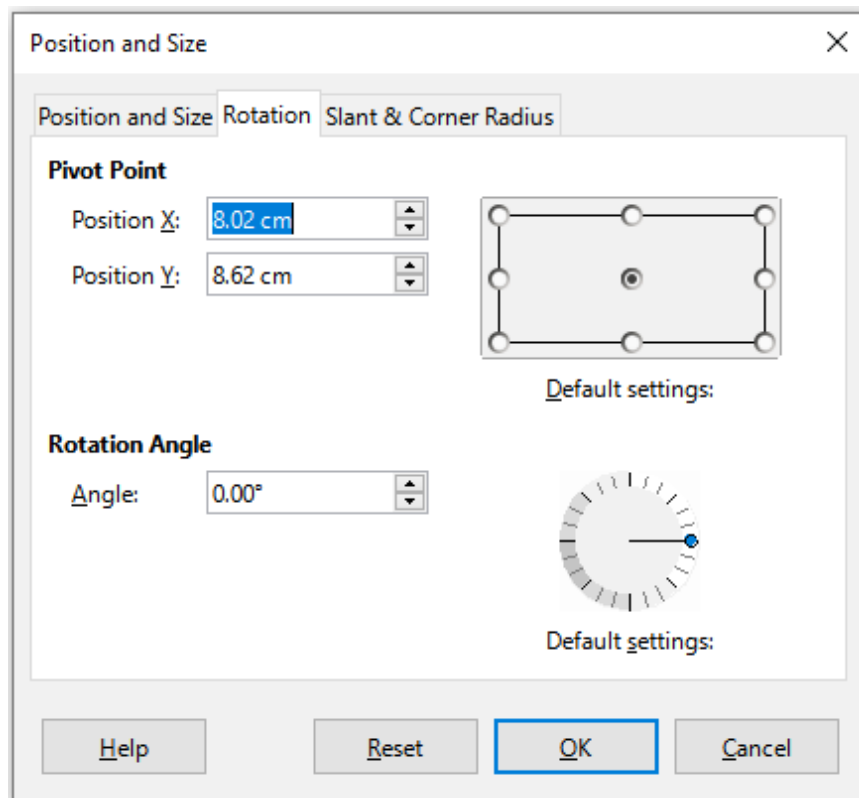 Position and Size
Position and Size Rotation Slant & Corner Radius
Pivot Point
Position X: 8.02 cm
Position Y: 8.62 cm
Default settings:
Rotation Angle
Angle: 0.00°
Default settings:
Help Reset OK Cancel